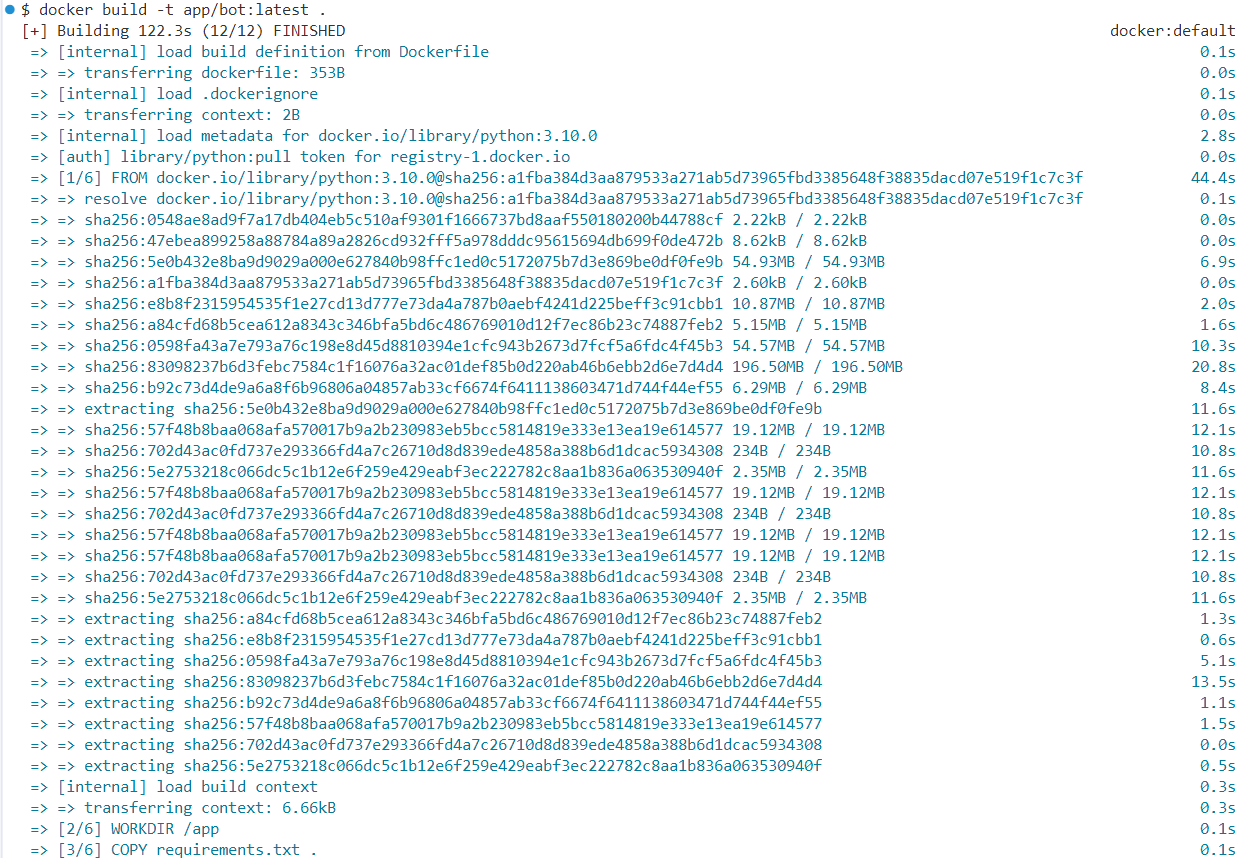 $ docker build -t app/bot:latest .
[+] Building 122.3s (12/12) FINISHED docker:default
=> [internal] load build definition from Dockerfile 0.1s
=> => transferring dockerfile: 353B 0.0s
=> [internal] load .dockerignore 0.1s
=> => transferring context: 2B 0.0s
=> [internal] load metadata for docker.io/library/python:3.10.0 2.8s
=> [auth] library/python:pull token for registry-1.docker.io 0.0s
=> [1/6] FROM docker.io/library/python:3.10.0@sha256:a1fba384d3aa879533a271ab5d73965fbd3385648f38835dacd07e519f1c7c3f 44.4s
=> => resolve docker.io/library/python:3.10.0@sha256:a1fba384d3aa879533a271ab5d73965fbd3385648f38835dacd07e519f1c7c3f 0.1s
=> => sha256:0548ae8ad9f7a17db404eb5c510af9301f1666737bd8aaf550180200b44788cf 2.22kB / 2.22kB 0.0s
=> => sha256:47ebea899258a88784a89a2826cd932fff5a978dddc95615694db699f0de472b 8.62kB / 8.62kB 0.0s
=> => sha256:5e0b432e8ba9d9029a000e627840b98ffc1ed0c5172075b7d3e869be0df0fe9b 54.93MB / 54.93MB 6.9s
=> => sha256:a1fba384d3aa879533a271ab5d73965fbd3385648f38835dacd07e519f1c7c3f 2.60kB / 2.60kB 0.0s
=> => sha256:e8b8f2315954535f1e27cd13d777e73da4a787b0aebf4241d225beff3c91cbb1 10.87MB / 10.87MB 2.0s
=> => sha256:a84cfd68b5cea612a8343c346bfa5bd6c486769010d12f7ec86b23c74887feb2 5.15MB / 5.15MB 1.6s
=> => sha256:0598fa43a7e793a76c198e8d45d8810394e1cfc943b2673d7fcf5a6fdc4f45b3 54.57MB / 54.57MB 10.3s
=> => sha256:83098237b6d3febc7584c1f16076a32ac01def85b0d220ab46b6ebb2d6e7d4d4 196.50MB / 196.50MB 20.8s
=> => sha256:b92c73d4de9a6a8f6b96806a04857ab33cf6674f6411138603471d744f44ef55 6.29MB / 6.29MB 8.4s
=> => extracting sha256:5e0b432e8ba9d9029a000e627840b98ffc1ed0c5172075b7d3e869be0df0fe9b 11.6s
=> => sha256:57f48b8baa068afa570017b9a2b230983eb5bcc5814819e333e13ea19e614577 19.12MB / 19.12MB 12.1s
=> => sha256:702d43ac0fd737e293366fd4a7c26710d8d839ede4858a388b6d1dcac5934308 234B / 234B 10.8s
=> => sha256:5e2753218c066dc5c1b12e6f259e429eabf3ec222782c8aa1b836a063530940f 2.35MB / 2.35MB 11.6s
=> => sha256:57f48b8baa068afa570017b9a2b230983eb5bcc5814819e333e13ea19e614577 19.12MB / 19.12MB 12.1s
=> => sha256:702d43ac0fd737e293366fd4a7c26710d8d839ede4858a388b6d1dcac5934308 234B / 234B 10.8s
=> => sha256:57f48b8baa068afa570017b9a2b230983eb5bcc5814819e333e13ea19e614577 19.12MB / 19.12MB 12.1s
=> => sha256:57f48b8baa068afa570017b9a2b230983eb5bcc5814819e333e13ea19e614577 19.12MB / 19.12MB 12.1s
=> => sha256:702d43ac0fd737e293366fd4a7c26710d8d839ede4858a388b6d1dcac5934308 234B / 234B 10.8s
=> => sha256:5e2753218c066dc5c1b12e6f259e429eabf3ec222782c8aa1b836a063530940f 2.35MB / 2.35MB 11.6s
=> => extracting sha256:a84cfd68b5cea612a8343c346bfa5bd6c486769010d12f7ec86b23c74887feb2 1.3s
=> => extracting sha256:e8b8f2315954535f1e27cd13d777e73da4a787b0aebf4241d225beff3c91cbb1 0.6s
=> => extracting sha256:0598fa43a7e793a76c198e8d45d8810394e1cfc943b2673d7fcf5a6fdc4f45b3 5.1s
=> => extracting sha256:83098237b6d3febc7584c1f16076a32ac01def85b0d220ab46b6ebb2d6e7d4d4 13.5s
=> => extracting sha256:b92c73d4de9a6a8f6b96806a04857ab33cf6674f6411138603471d744f44ef55 1.1s
=> => extracting sha256:57f48b8baa068afa570017b9a2b230983eb5bcc5814819e333e13ea19e614577 1.5s
=> => extracting sha256:702d43ac0fd737e293366fd4a7c26710d8d839ede4858a388b6d1dcac5934308 0.0s
=> => extracting sha256:5e2753218c066dc5c1b12e6f259e429eabf3ec222782c8aa1b836a063530940f 0.5s
=> [internal] load build context 0.3s
=> => transferring context: 6.66kB 0.3s
=> [2/6] WORKDIR /app 0.1s
=> [3/6] COPY requirements.txt . 0.1s